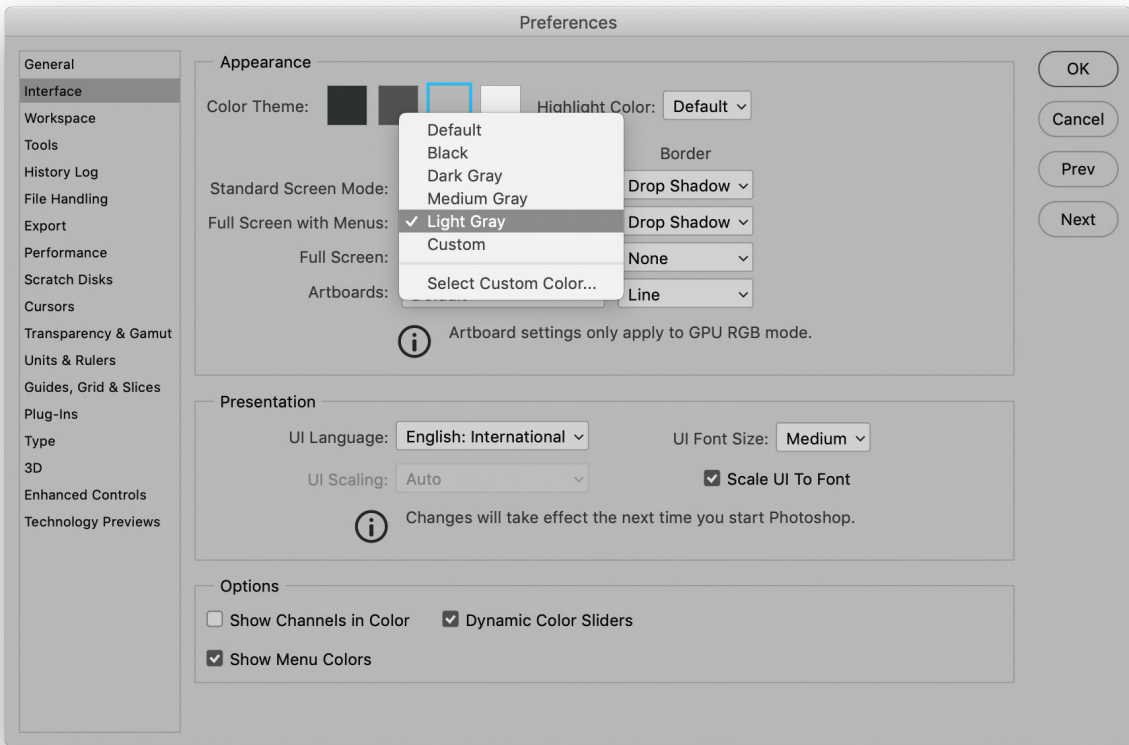 Preferences
General
Interface
Workspace
Tools
History Log
File Handling
Export
Performance
Scratch Disks
Cursors
Transparency & Gamut
Units & Rulers
Guides, Grid & Slices
Plug-Ins
Type
3D
Enhanced Controls
Technology Previews
Appearance
Color Theme:
Highlight Color: Default
Border
Standard Screen Mode:
Drop Shadow
Full Screen with Menus:
Drop Shadow
Full Screen:
None
Artboards:
Line
Default
Black
Dark Gray
Medium Gray
Light Gray
Custom
Select Custom Color...
Artboard settings only apply to GPU RGB mode.
Presentation
UI Language: English: International
UI Font Size: Medium
UI Scaling: Auto
Scale UI To Font
Changes will take effect the next time you start Photoshop.
Options
Show Channels in Color
Dynamic Color Sliders
Show Menu Colors
OK
Cancel
Prev
Next